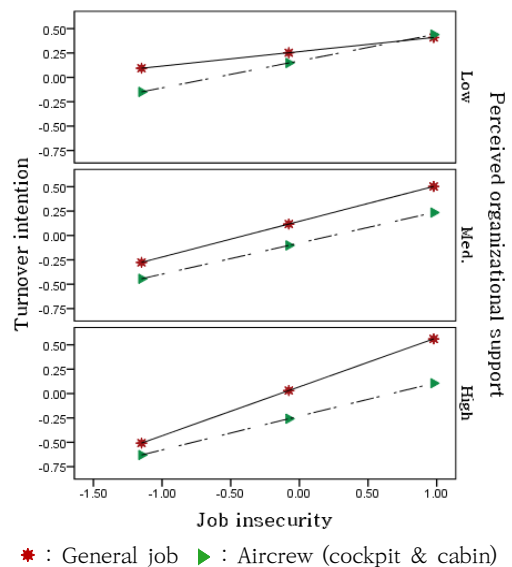 0.50
0.25
0.00
-0.25
-0.50
-0.75
Low
0.50
0.25
0.00
-0.25
-0.50
-0.75
Med.
0.50
0.25
0.00
-0.25
-0.50
-0.75
High
Turnover intention
Perceived organizational support
-1.50 -1.00 -0.50 0.00 0.50 1.00
Job insecurity
: General job : Aircrew (cockpit & cabin)